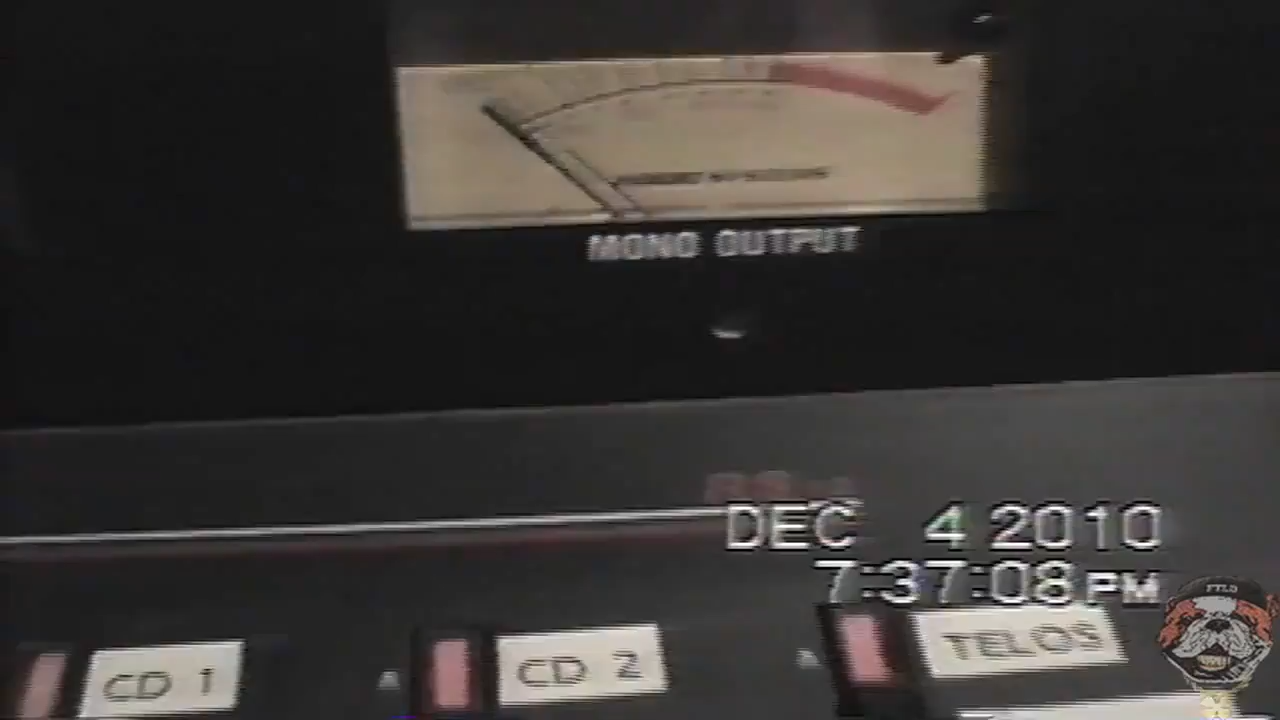 MONO OUTPUT
DEC 4 2010
7:37:08 PM
CD 1
CD 2
TELOS